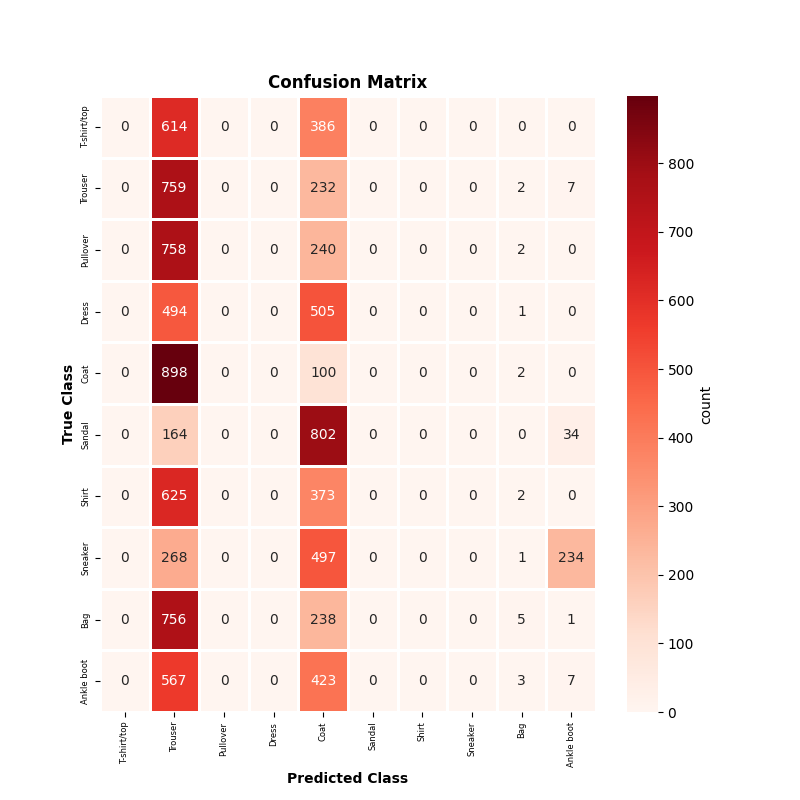 Confusion Matrix
T-shirt/top 0 614 0 0 386 0 0 0 0 0
Trouser 0 759 0 0 232 0 0 0 2 7
Pullover 0 758 0 0 240 0 0 0 2 0
Dress 0 494 0 0 505 0 0 0 1 0
Coat 0 898 0 0 100 0 0 0 2 0
Sandal 0 164 0 0 802 0 0 0 0 34
Shirt 0 625 0 0 373 0 0 0 2 0
Sneaker 0 268 0 0 497 0 0 0 1 234
Bag 0 756 0 0 238 0 0 0 5 1
Ankle boot 0 567 0 0 423 0 0 0 3 7
True Class
T-shirt/top Trouser Pullover Dress Coat Sandal Shirt Sneaker Bag Ankle boot
Predicted Class
800
700
600
500
400
300
200
100
0
count